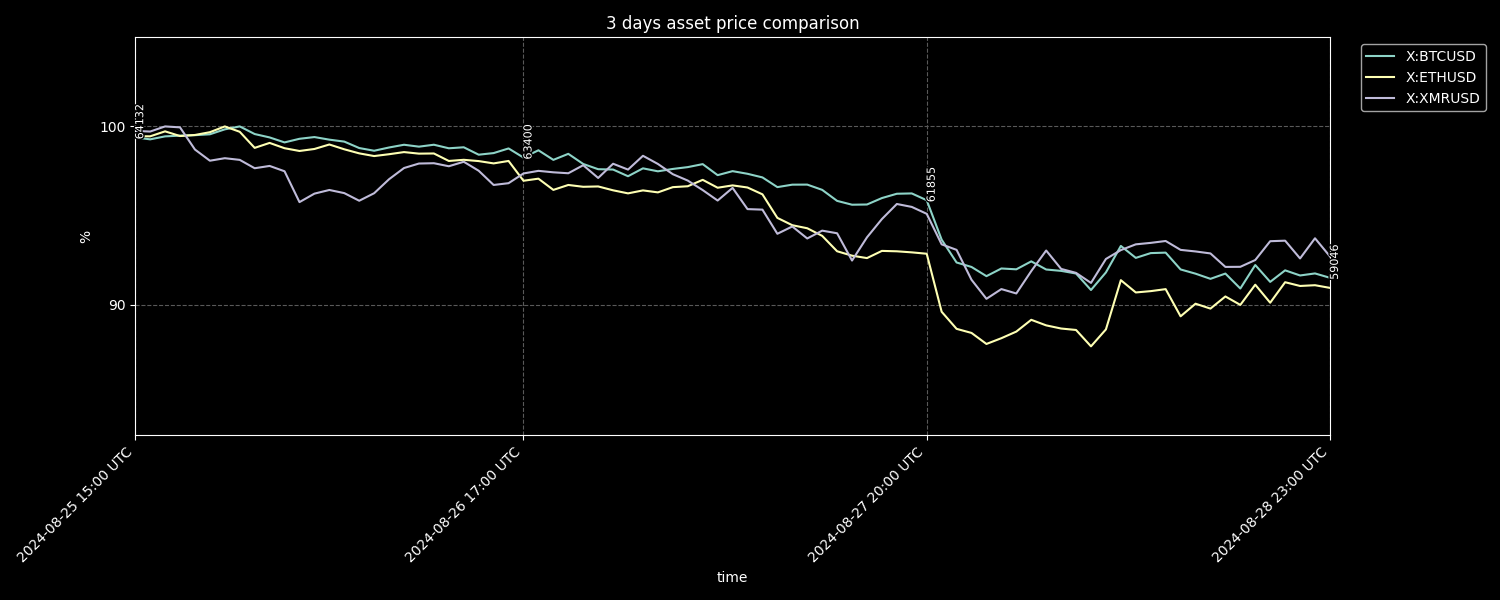 3 days asset price comparison
X:BTCUSD
X:ETHUSD
X:XMRUSD
100
90
%
64132
63400
61855
59046
2024-08-25 15:00 UTC
2024-08-26 17:00 UTC
2024-08-27 20:00 UTC
2024-08-28 23:00 UTC
time